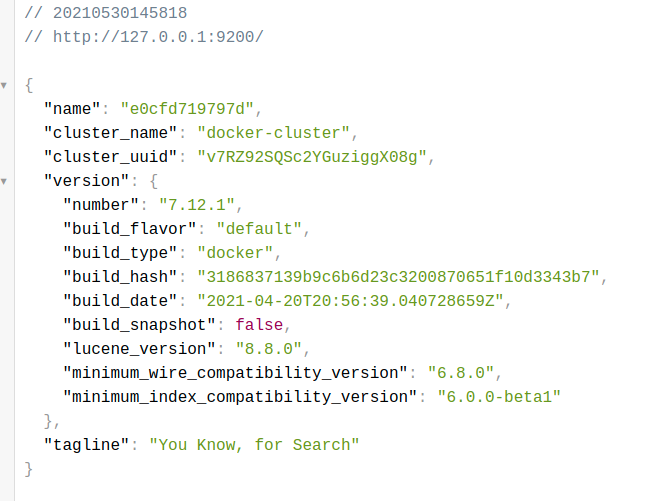 // 20210530145818
// http://127.0.0.1:9200/
{
"name": "e0cfd719797d",
"cluster_name": "docker-cluster",
"cluster_uuid": "v7RZ92SQSc2YGuziggX08g",
"version": {
"number": "7.12.1",
"build_flavor": "default",
"build_type": "docker",
"build_hash": "3186837139b9c6b6d23c3200870651f10d3343b7",
"build_date": "2021-04-20T20:56:39.040728659Z",
"build_snapshot": false,
"lucene_version": "8.8.0",
"minimum_wire_compatibility_version": "6.8.0",
"minimum_index_compatibility_version": "6.0.0-beta1"
},
"tagline": "You Know, for Search"
}